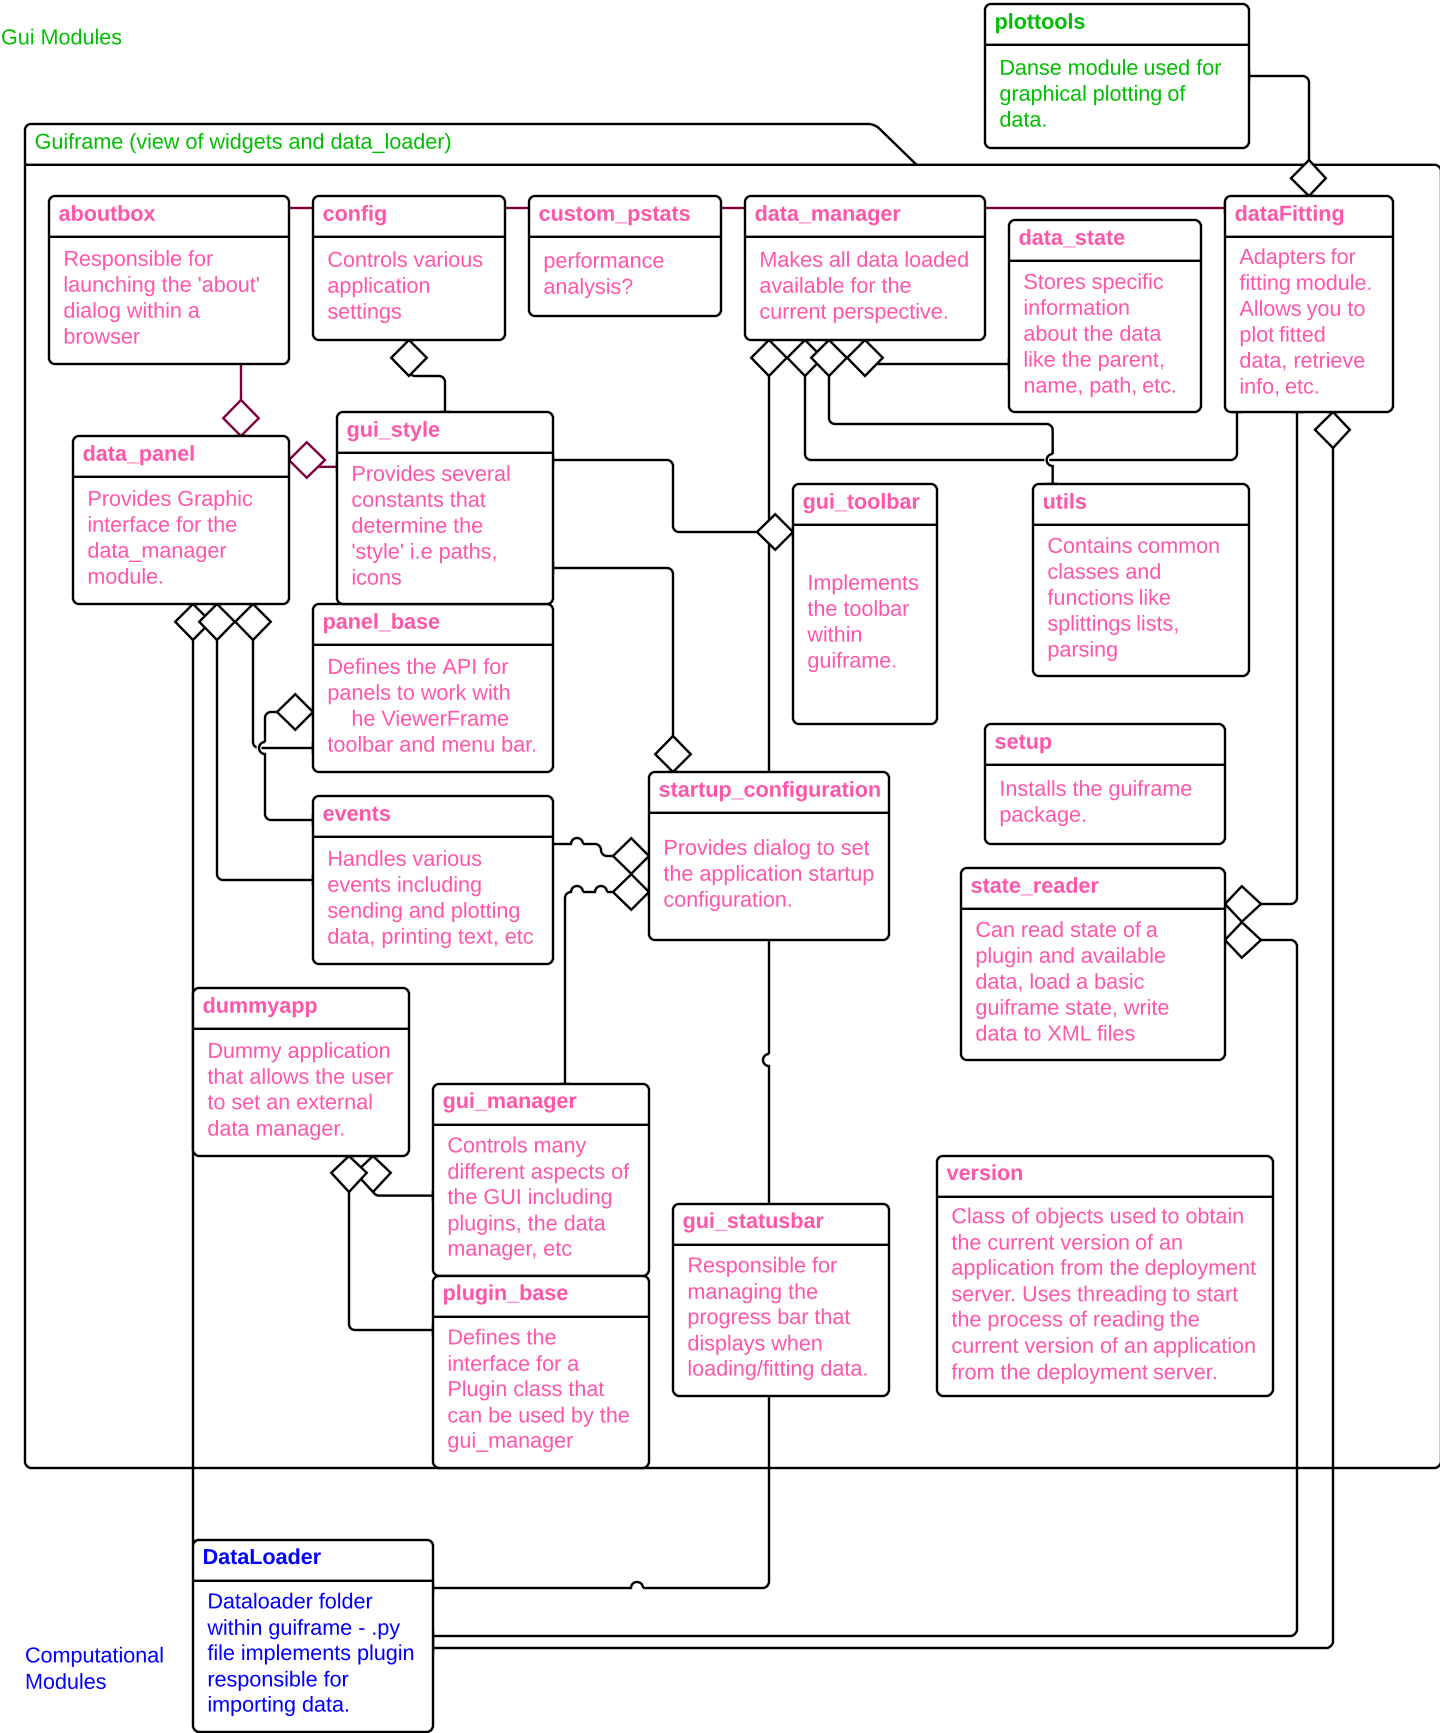 Gui Modules
plottools
Danse module used for
graphical plotting of
data.
Guiframe (view of widgets and data_loader)
aboutbox
Responsible for
launching the 'about'
dialog within a
browser
config
Controls various
application
settings
custom_pstats
performance
analysis?
data_manager
Makes all data loaded
available for the
current perspective.
data_state
Stores specific
information
about the data
like the parent,
name, path, etc.
dataFitting
Adapters for
fitting module.
Allows you to
plot fitted
data, retrieve
info, etc.
data_panel
Provides Graphic
interface for the
data_manager
module.
gui_style
Provides several
constants that
determine the
'style' i.e paths,
icons
gui_toolbar
Implements
the toolbar
within
guiframe.
utils
Contains common
classes and
functions like
splittings lists,
parsing
panel_base
Defines the API for
panels to work with
he ViewerFrame
toolbar and menu bar.
setup
Installs the guiframe
package.
startup_configuration
Provides dialog to set
the application startup
configuration.
events
Handles various
events including
sending and plotting
data, printing text, etc
state_reader
Can read state of a
plugin and available
data, load a basic
guiframe state, write
data to XML files
dummyapp
Dummy application
that allows the user
to set an external
data manager.
gui_manager
Controls many
different aspects of
the GUI including
plugins, the data
manager, etc
version
Class of objects used to obtain
the current version of an
application from the deployment
server. Uses threading to start
the process of reading the
current version of an application
from the deployment server.
gui_statusbar
Responsible for
managing the
progress bar that
displays when
loading/fitting data.
plugin_base
Defines the
interface for a
Plugin class that
can be used by the
gui_manager
DataLoader
Dataloader folder
within guiframe - .py
file implements plugin
responsible for
importing data.
Computational
Modules